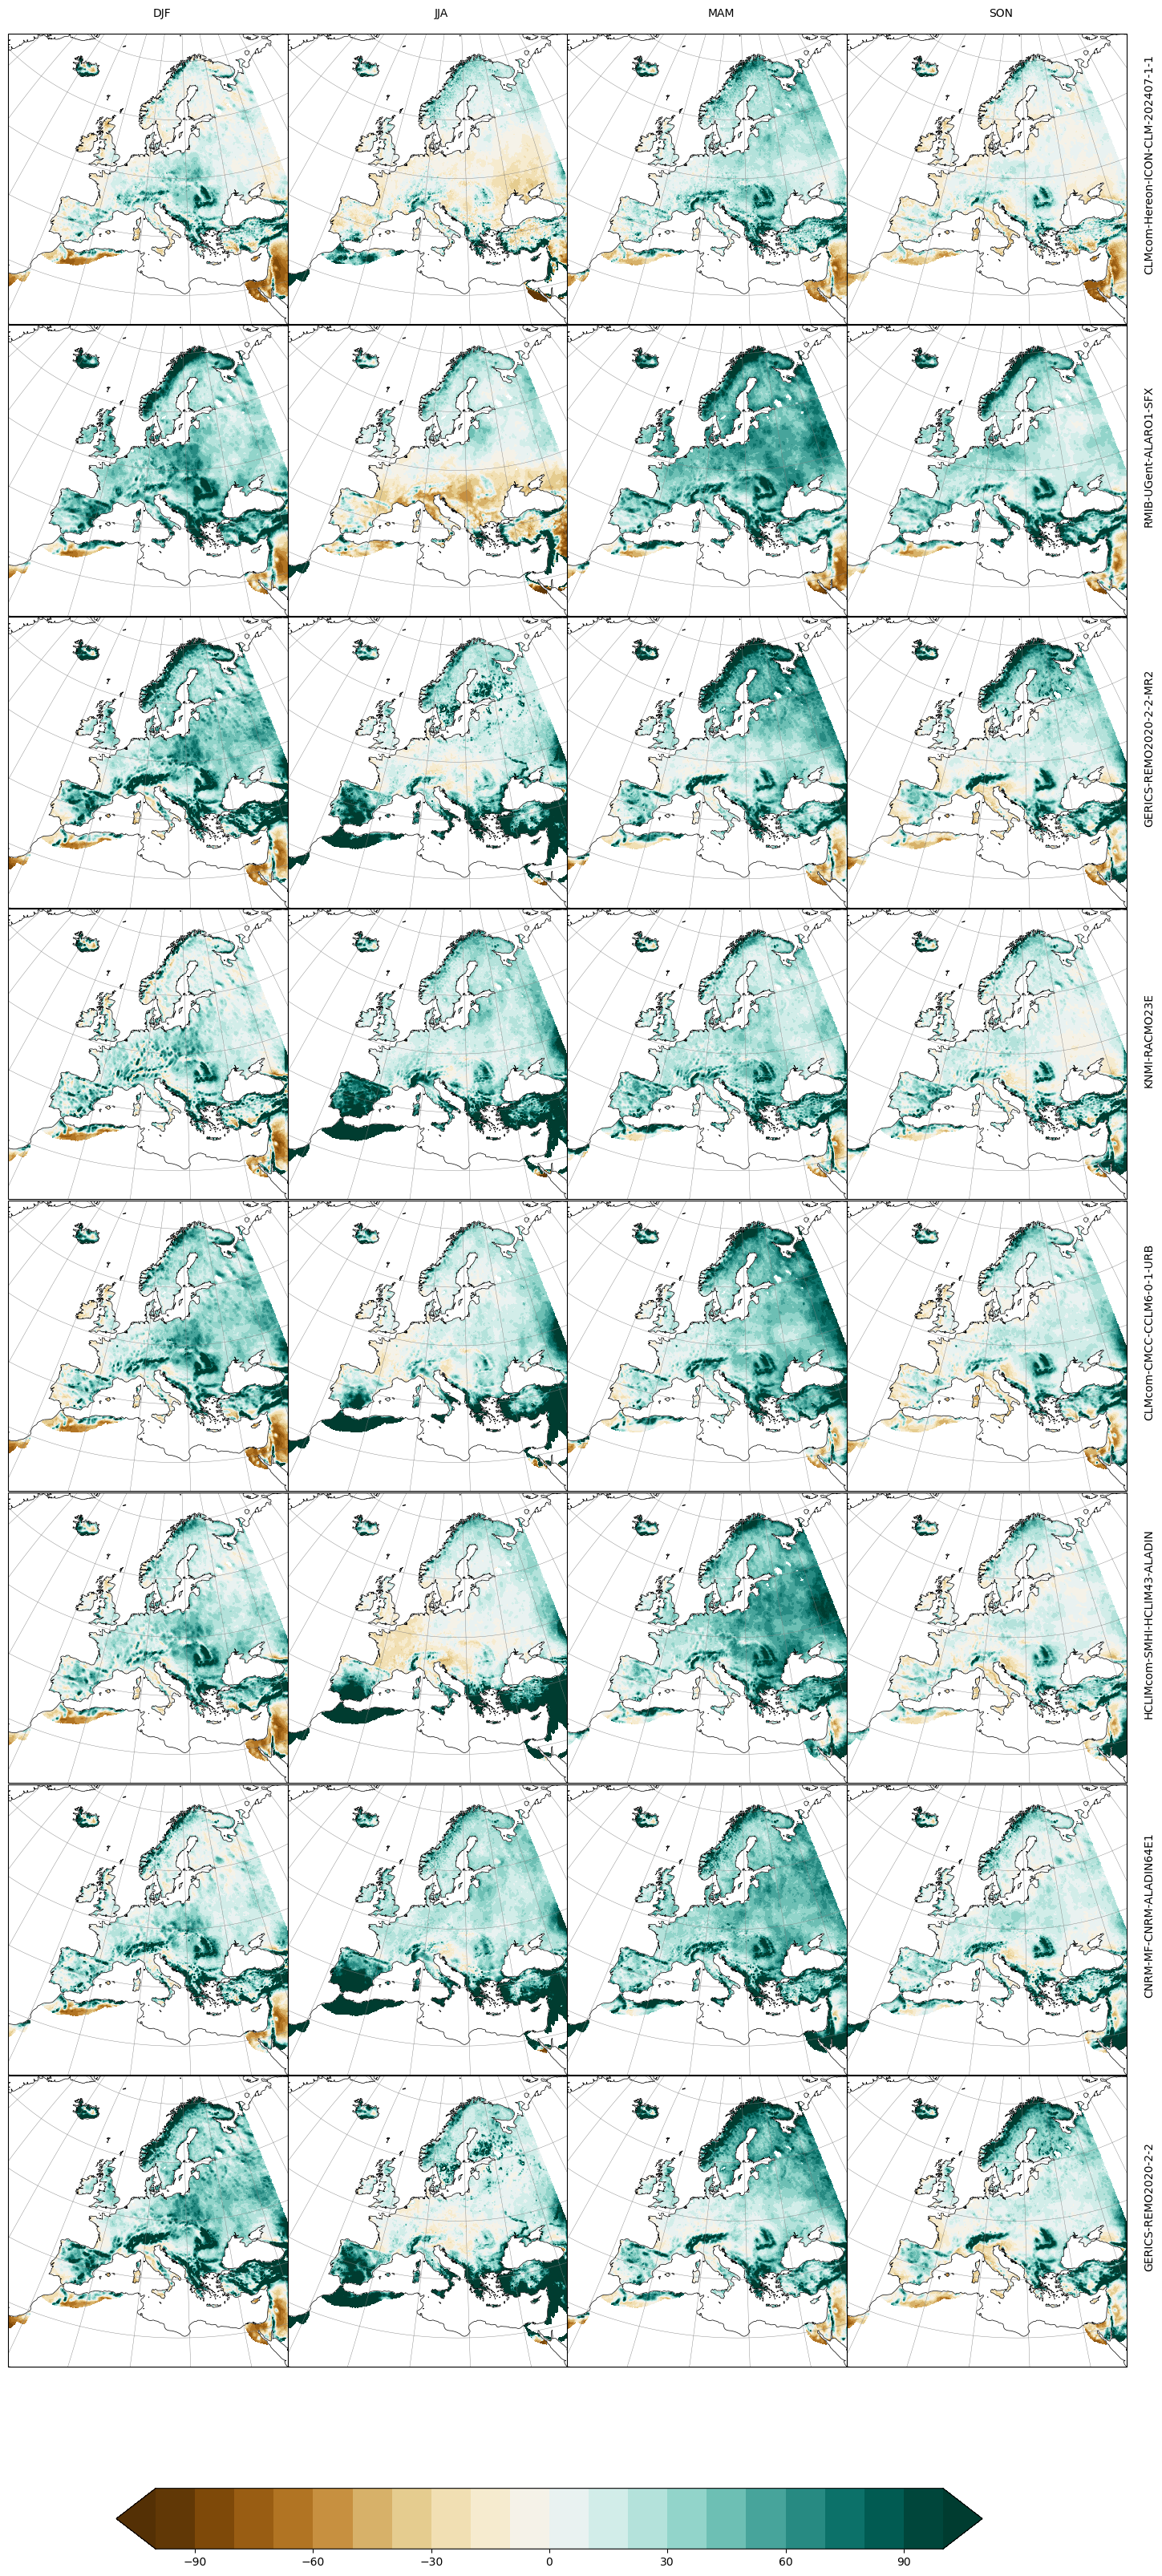 DJF JJA MAM SON
CLMcom-Hereon-ICON-CLM-202407-1-1
RMIB-UGent-ALARO1-SFX
GERICS-REMO2020-2-2-MR2
KNMI-RACMO23E
CLMcom-CMCC-CCLM6-0-1-URB
HCLIMcom-SMHI-HCLIM43-ALADIN
CNRM-MF-CNRM-ALADIN64E1
GERICS-REMO2020-2-2
−90 −60 −30 0 30 60 90